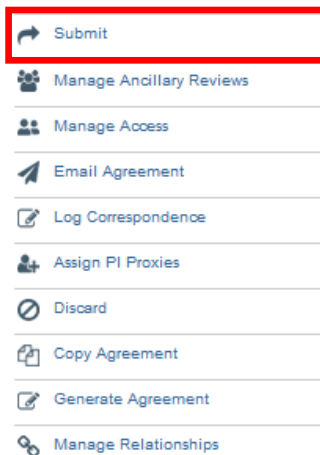 Submit
Manage Ancillary Reviews
Manage Access
Email Agreement
Log Correspondence
Assign PI Proxies
Discard
Copy Agreement
Generate Agreement
Manage Relationships